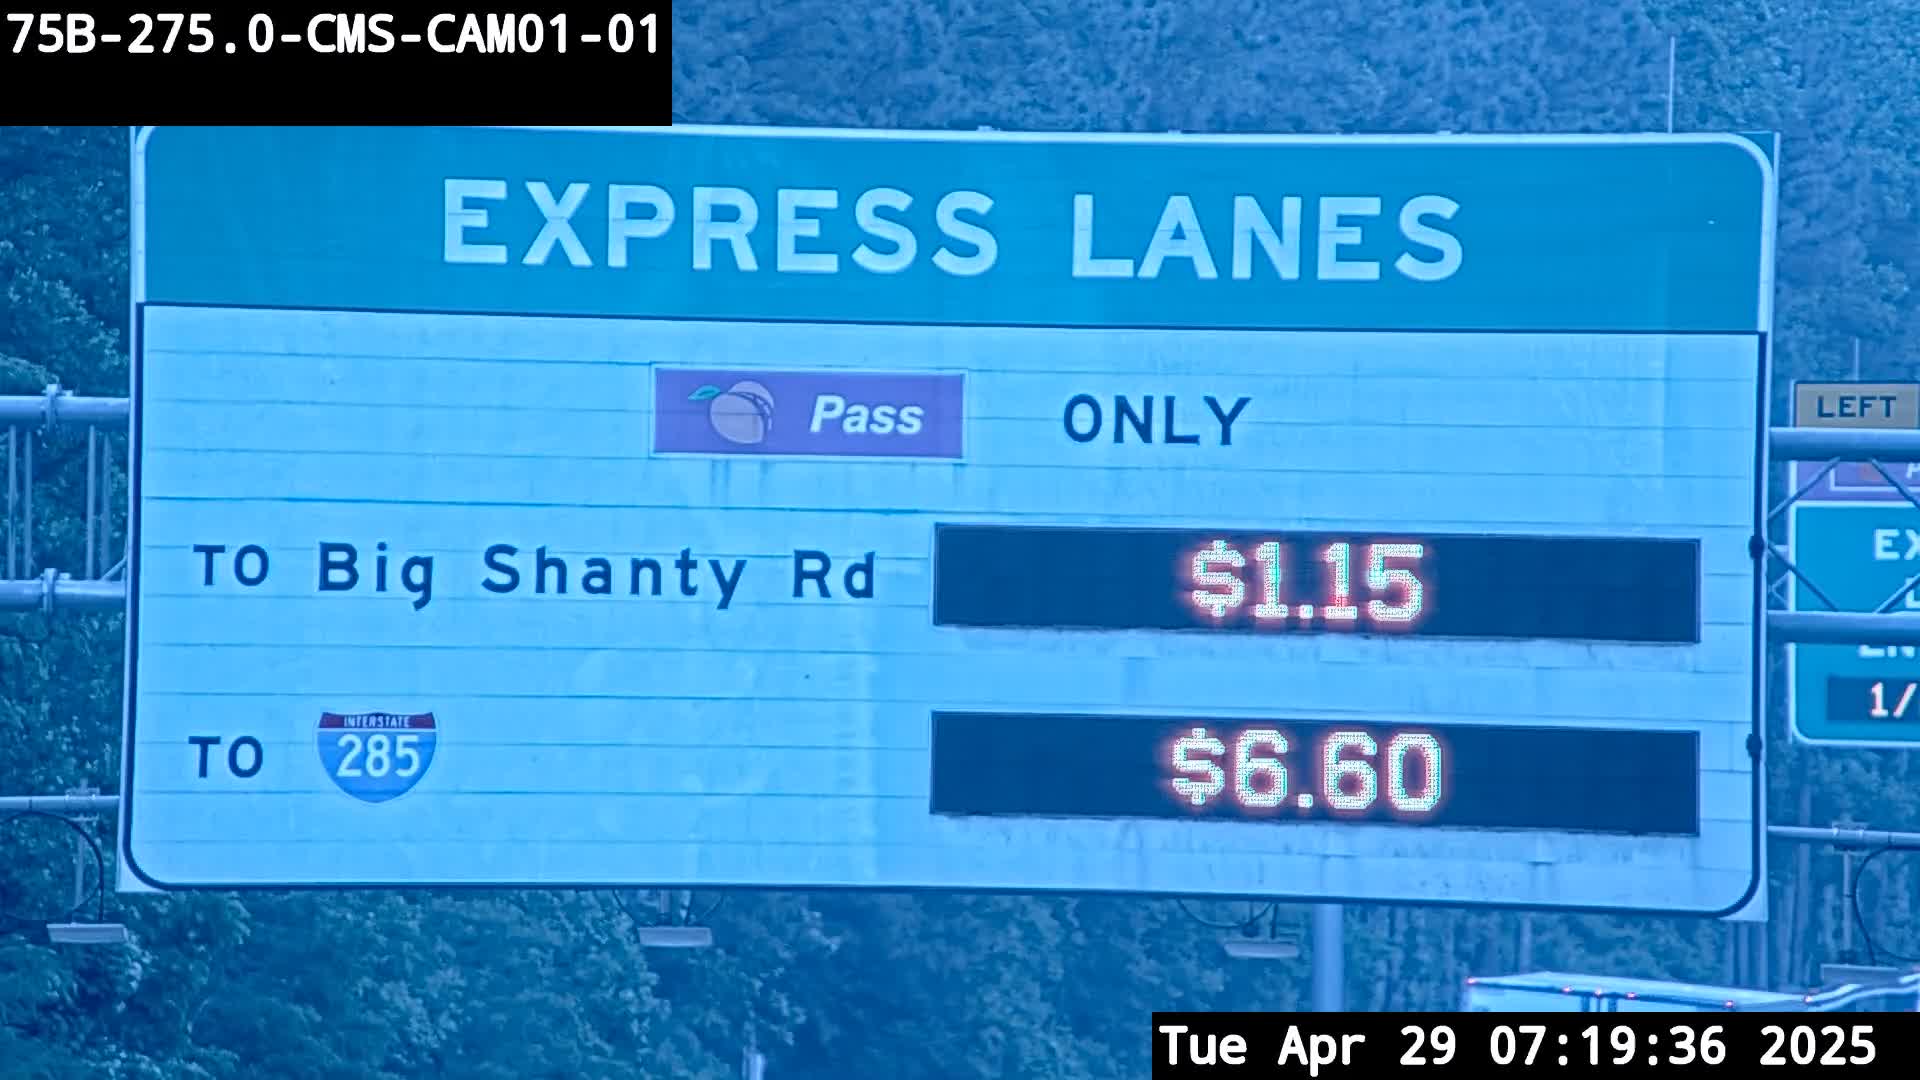 75B-275.0-CMS-CAM01-01
EXPRESS LANES
Pass ONLY
LEFT
TO Big Shanty Rd $1.15
TO INTERSTATE 285 $6.60
1/
Tue Apr 29 07:19:36 2025